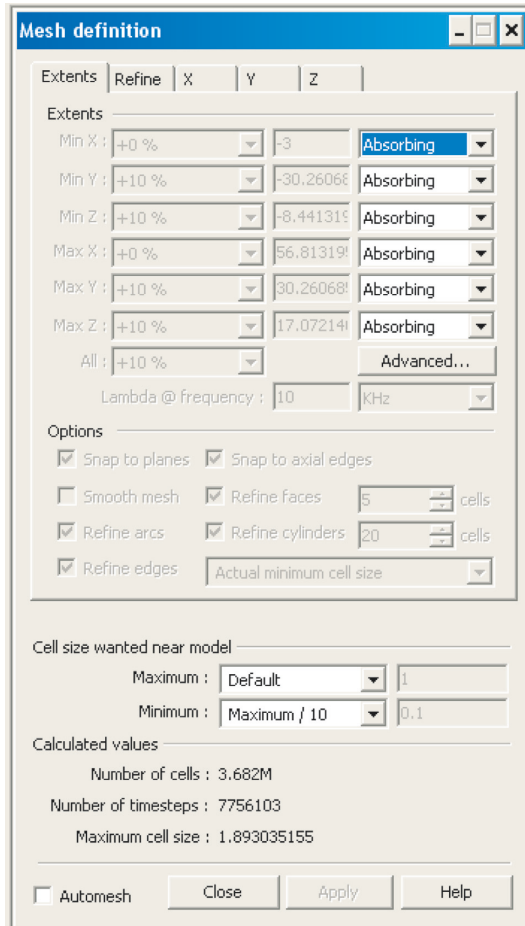 Mesh definition
Extents Refine X Y Z
Extents
Min X : +0 % -3 Absorbing
Min Y : +10 % -30.26068 Absorbing
Min Z : +10 % -8.441319 Absorbing
Max X : +0 % 56.813195 Absorbing
Max Y : +10 % 30.260685 Absorbing
Max Z : +10 % 17.072140 Absorbing
All : +10 % Advanced...
Lambda @ frequency : 10 KHz
Options
Snap to planes Snap to axial edges
Smooth mesh Refine faces 5 cells
Refine arcs Refine cylinders 20 cells
Refine edges Actual minimum cell size
Cell size wanted near model
Maximum : Default 1
Minimum : Maximum / 10 0.1
Calculated values
Number of cells : 3.682M
Number of timesteps : 7756103
Maximum cell size : 1.893035155
Automesh Close Apply Help